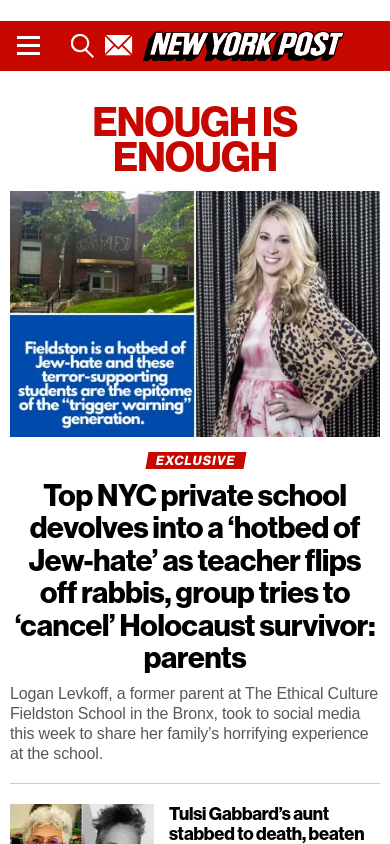 NEW YORK POST
ENOUGH IS
ENOUGH
Fieldston is a hotbed of
Jew-hate and these
terror-supporting
students are the epitome
of the “trigger warning”
generation.
EXCLUSIVE
Top NYC private school
devolves into a ‘hotbed of
Jew-hate’ as teacher flips
off rabbis, group tries to
‘cancel’ Holocaust survivor:
parents
Logan Levkoff, a former parent at The Ethical Culture
Fieldston School in the Bronx, took to social media
this week to share her family’s horrifying experience
at the school.
Tulsi Gabbard’s aunt
stabbed to death, beaten